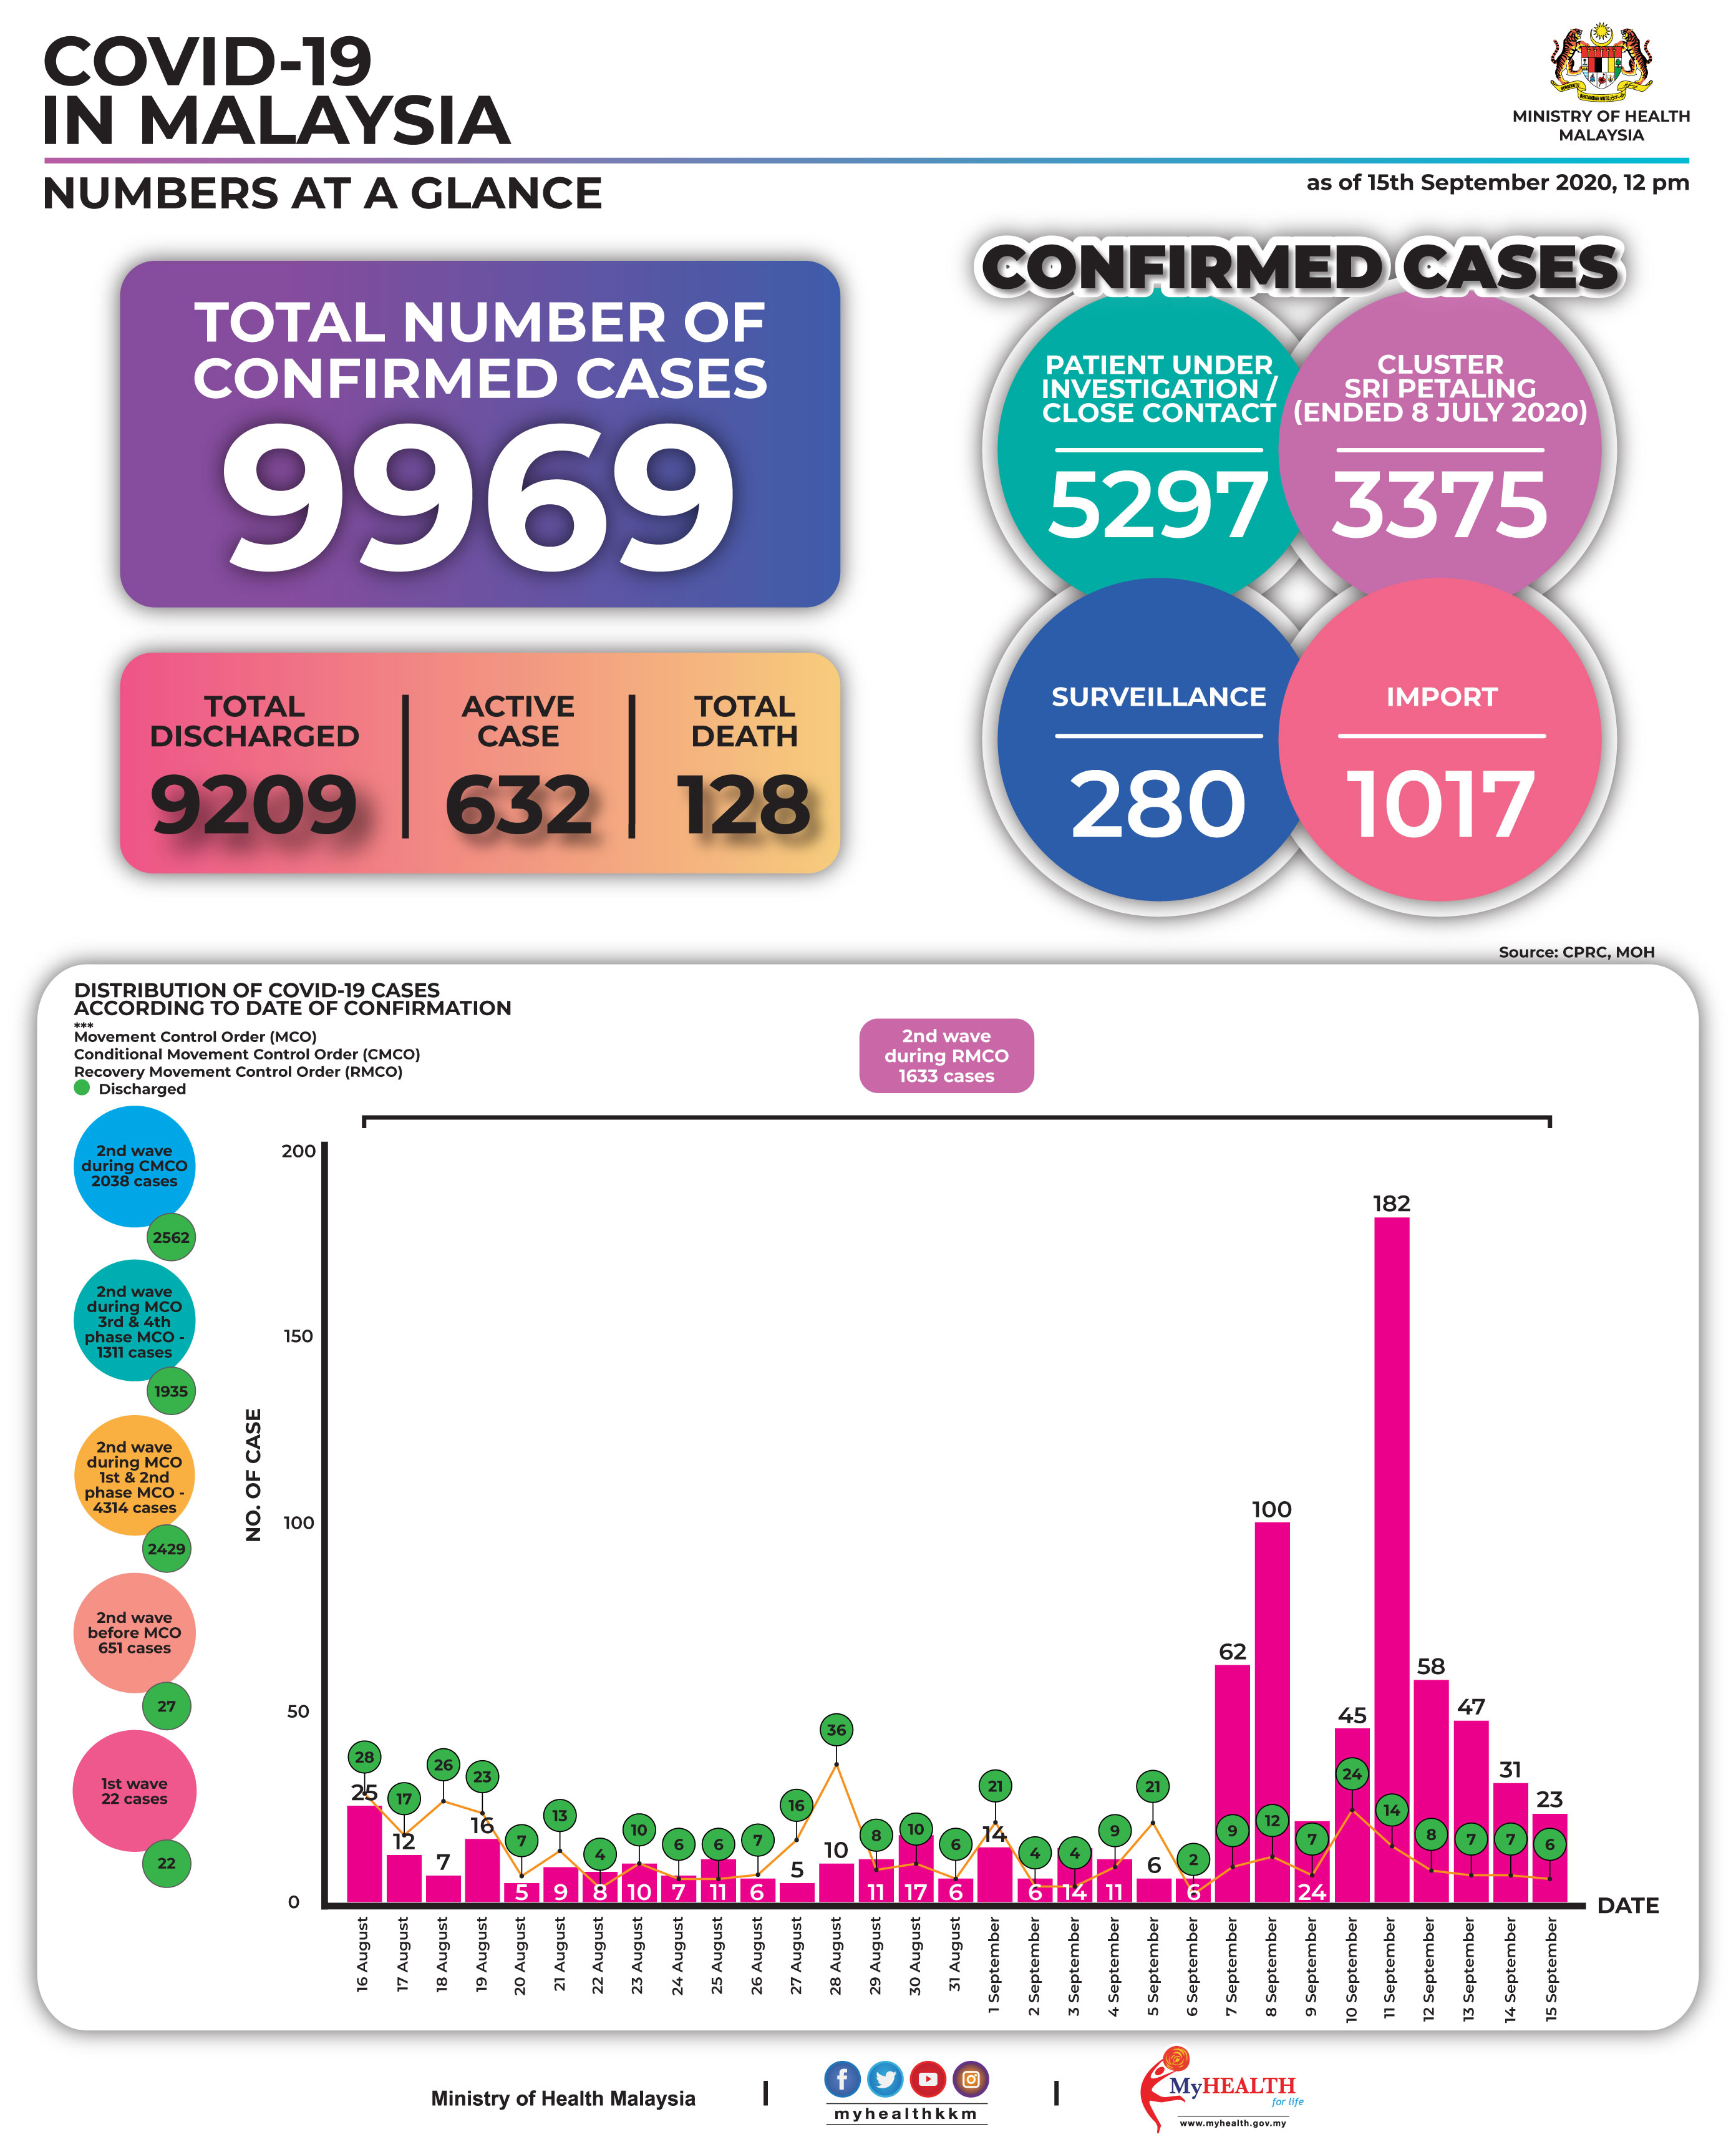 COVID-19
IN MALAYSIA
MINISTRY OF HEALTH
MALAYSIA
NUMBERS AT A GLANCE
as of 15th September 2020, 12 pm
TOTAL NUMBER OF
CONFIRMED CASES
9969
TOTAL
DISCHARGED
9209
ACTIVE
CASE
632
TOTAL
DEATH
128
CONFIRMED CASES
PATIENT UNDER
INVESTIGATION /
CLOSE CONTACT
5297
CLUSTER
SRI PETALING
(ENDED 8 JULY 2020)
3375
SURVEILLANCE
280
IMPORT
1017
Source: CPRC, MOH
DISTRIBUTION OF COVID-19 CASES
ACCORDING TO DATE OF CONFIRMATION
***
Movement Control Order (MCO)
Conditional Movement Control Order (CMCO)
Recovery Movement Control Order (RMCO)
Discharged
2nd wave
during RMCO
1633 cases
2nd wave
during CMCO
2038 cases
2562
2nd wave
during MCO
3rd & 4th
phase MCO -
1311 cases
1935
2nd wave
during MCO
1st & 2nd
phase MCO -
4314 cases
2429
2nd wave
before MCO
651 cases
27
1st wave
22 cases
22
NO. OF CASE
200
150
100
50
0
28
17
26
23
7
13
4
10
6
6
7
16
36
8
10
6
21
4
4
9
21
2
9
12
7
24
14
8
7
7
6
25
12
7
16
5
9
8
10
7
11
6
5
10
11
17
6
14
6
14
11
6
6
62
100
24
45
182
58
47
31
23
DATE
16 August
17 August
18 August
19 August
20 August
21 August
22 August
23 August
24 August
25 August
26 August
27 August
28 August
29 August
30 August
31 August
1 September
2 September
3 September
4 September
5 September
6 September
7 September
8 September
9 September
10 September
11 September
12 September
13 September
14 September
15 September
Ministry of Health Malaysia
myhealthkkm
MyHEALTH
for life
www.myhealth.gov.my